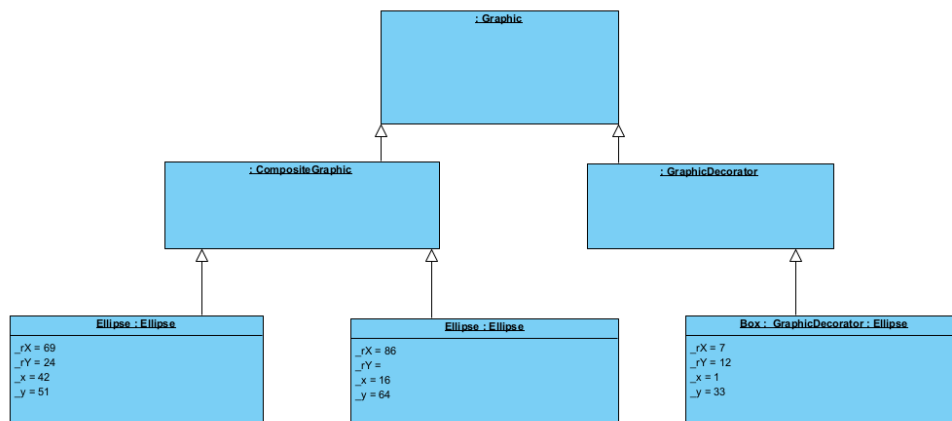 : Graphic
: CompositeGraphic
: GraphicDecorator
Ellipse : Ellipse
_rX = 69
_rY = 24
_x = 42
_y = 51
Ellipse : Ellipse
_rX = 86
_rY =
_x = 16
_y = 64
Box : GraphicDecorator : Ellipse
_rX = 7
_rY = 12
_x = 1
_y = 33